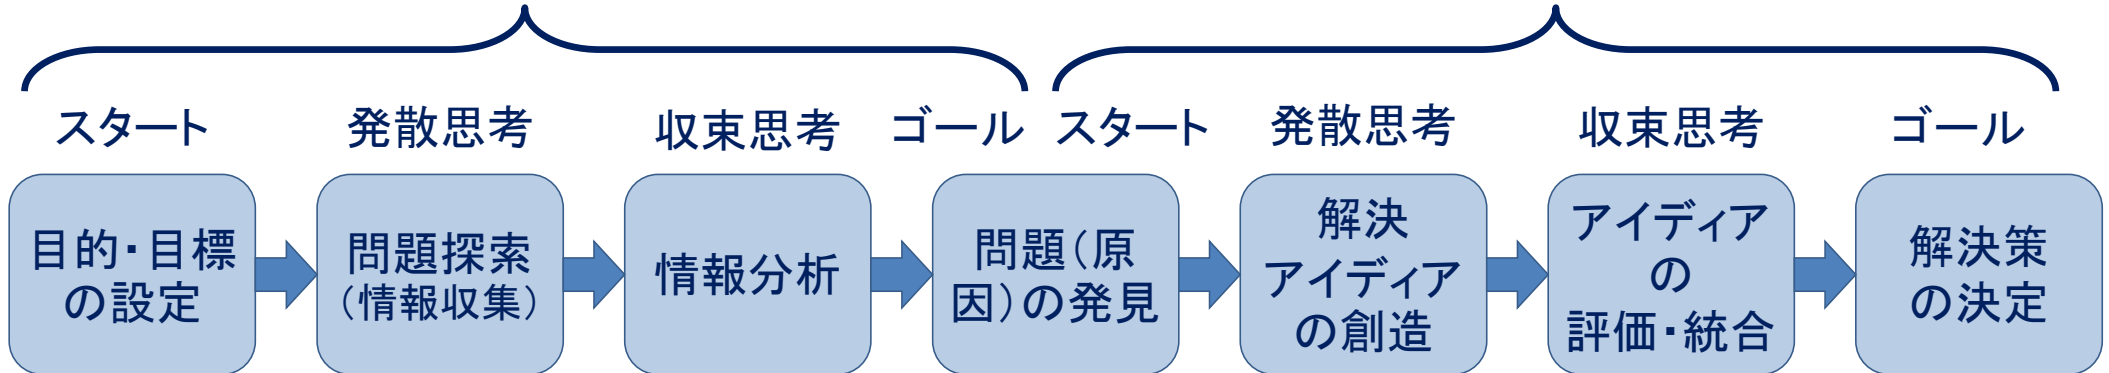 スタート 発散思考 収束思考 ゴール スタート 発散思考 収束思考 ゴール
目的・目標
の設定
問題探索
（情報収集）
情報分析
問題（原
因）の発見
解決
アイディア
の創造
アイディア
の
評価・統合
解決策
の決定